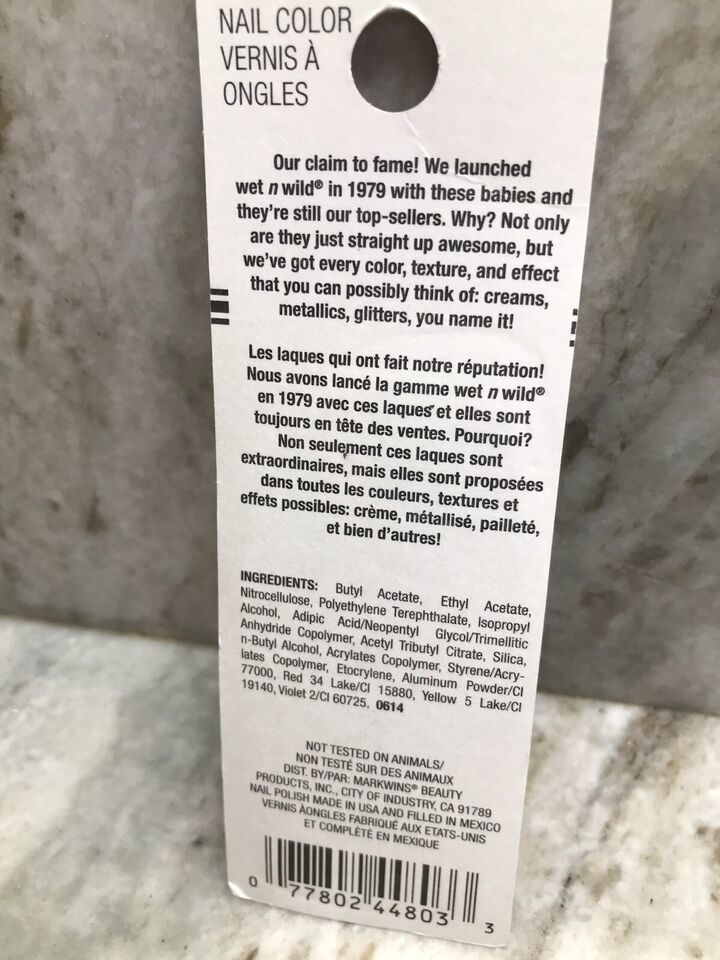 NAIL COLOR
VERNIS À
ONGLES
Our claim to fame! We launched
wet n wild® in 1979 with these babies and
they're still our top-sellers. Why? Not only
are they just straight up awesome, but
we've got every color, texture, and effect
that you can possibly think of: creams,
metallics, glitters, you name it!
Les laques qui ont fait notre réputation!
Nous avons lancé la gamme wet n wild®
en 1979 avec ces laques et elles sont
toujours en tête des ventes. Pourquoi?
Non seulement ces laques sont
extraordinaires, mais elles sont proposées
dans toutes les couleurs, textures et
effets possibles: crème, métallisé, pailleté,
et bien d'autres!
INGREDIENTS: Butyl Acetate, Ethyl Acetate,
Nitrocellulose, Polyethylene Terephthalate, Isopropyl
Alcohol, Adipic Acid/Neopentyl Glycol/Trimellitic
Anhydride Copolymer, Acetyl Tributyl Citrate, Silica,
n-Butyl Alcohol, Acrylates Copolymer, Styrene/Acry-
lates Copolymer, Etocrylene, Aluminum Powder/CI
77000, Red 34 Lake/CI 15880, Yellow 5 Lake/CI
19140, Violet 2/CI 60725. 0614
NOT TESTED ON ANIMALS/
NON TESTÉ SUR DES ANIMAUX
DIST. BY/PAR: MARKWINS® BEAUTY
PRODUCTS, INC., CITY OF INDUSTRY, CA 91789
NAIL POLISH MADE IN USA AND FILLED IN MEXICO
VERNIS ÀONGLES FABRIQUÉ AUX ETATS-UNIS
ET COMPLÈTÈ EN MEXIQUE
0 77802 44803 3